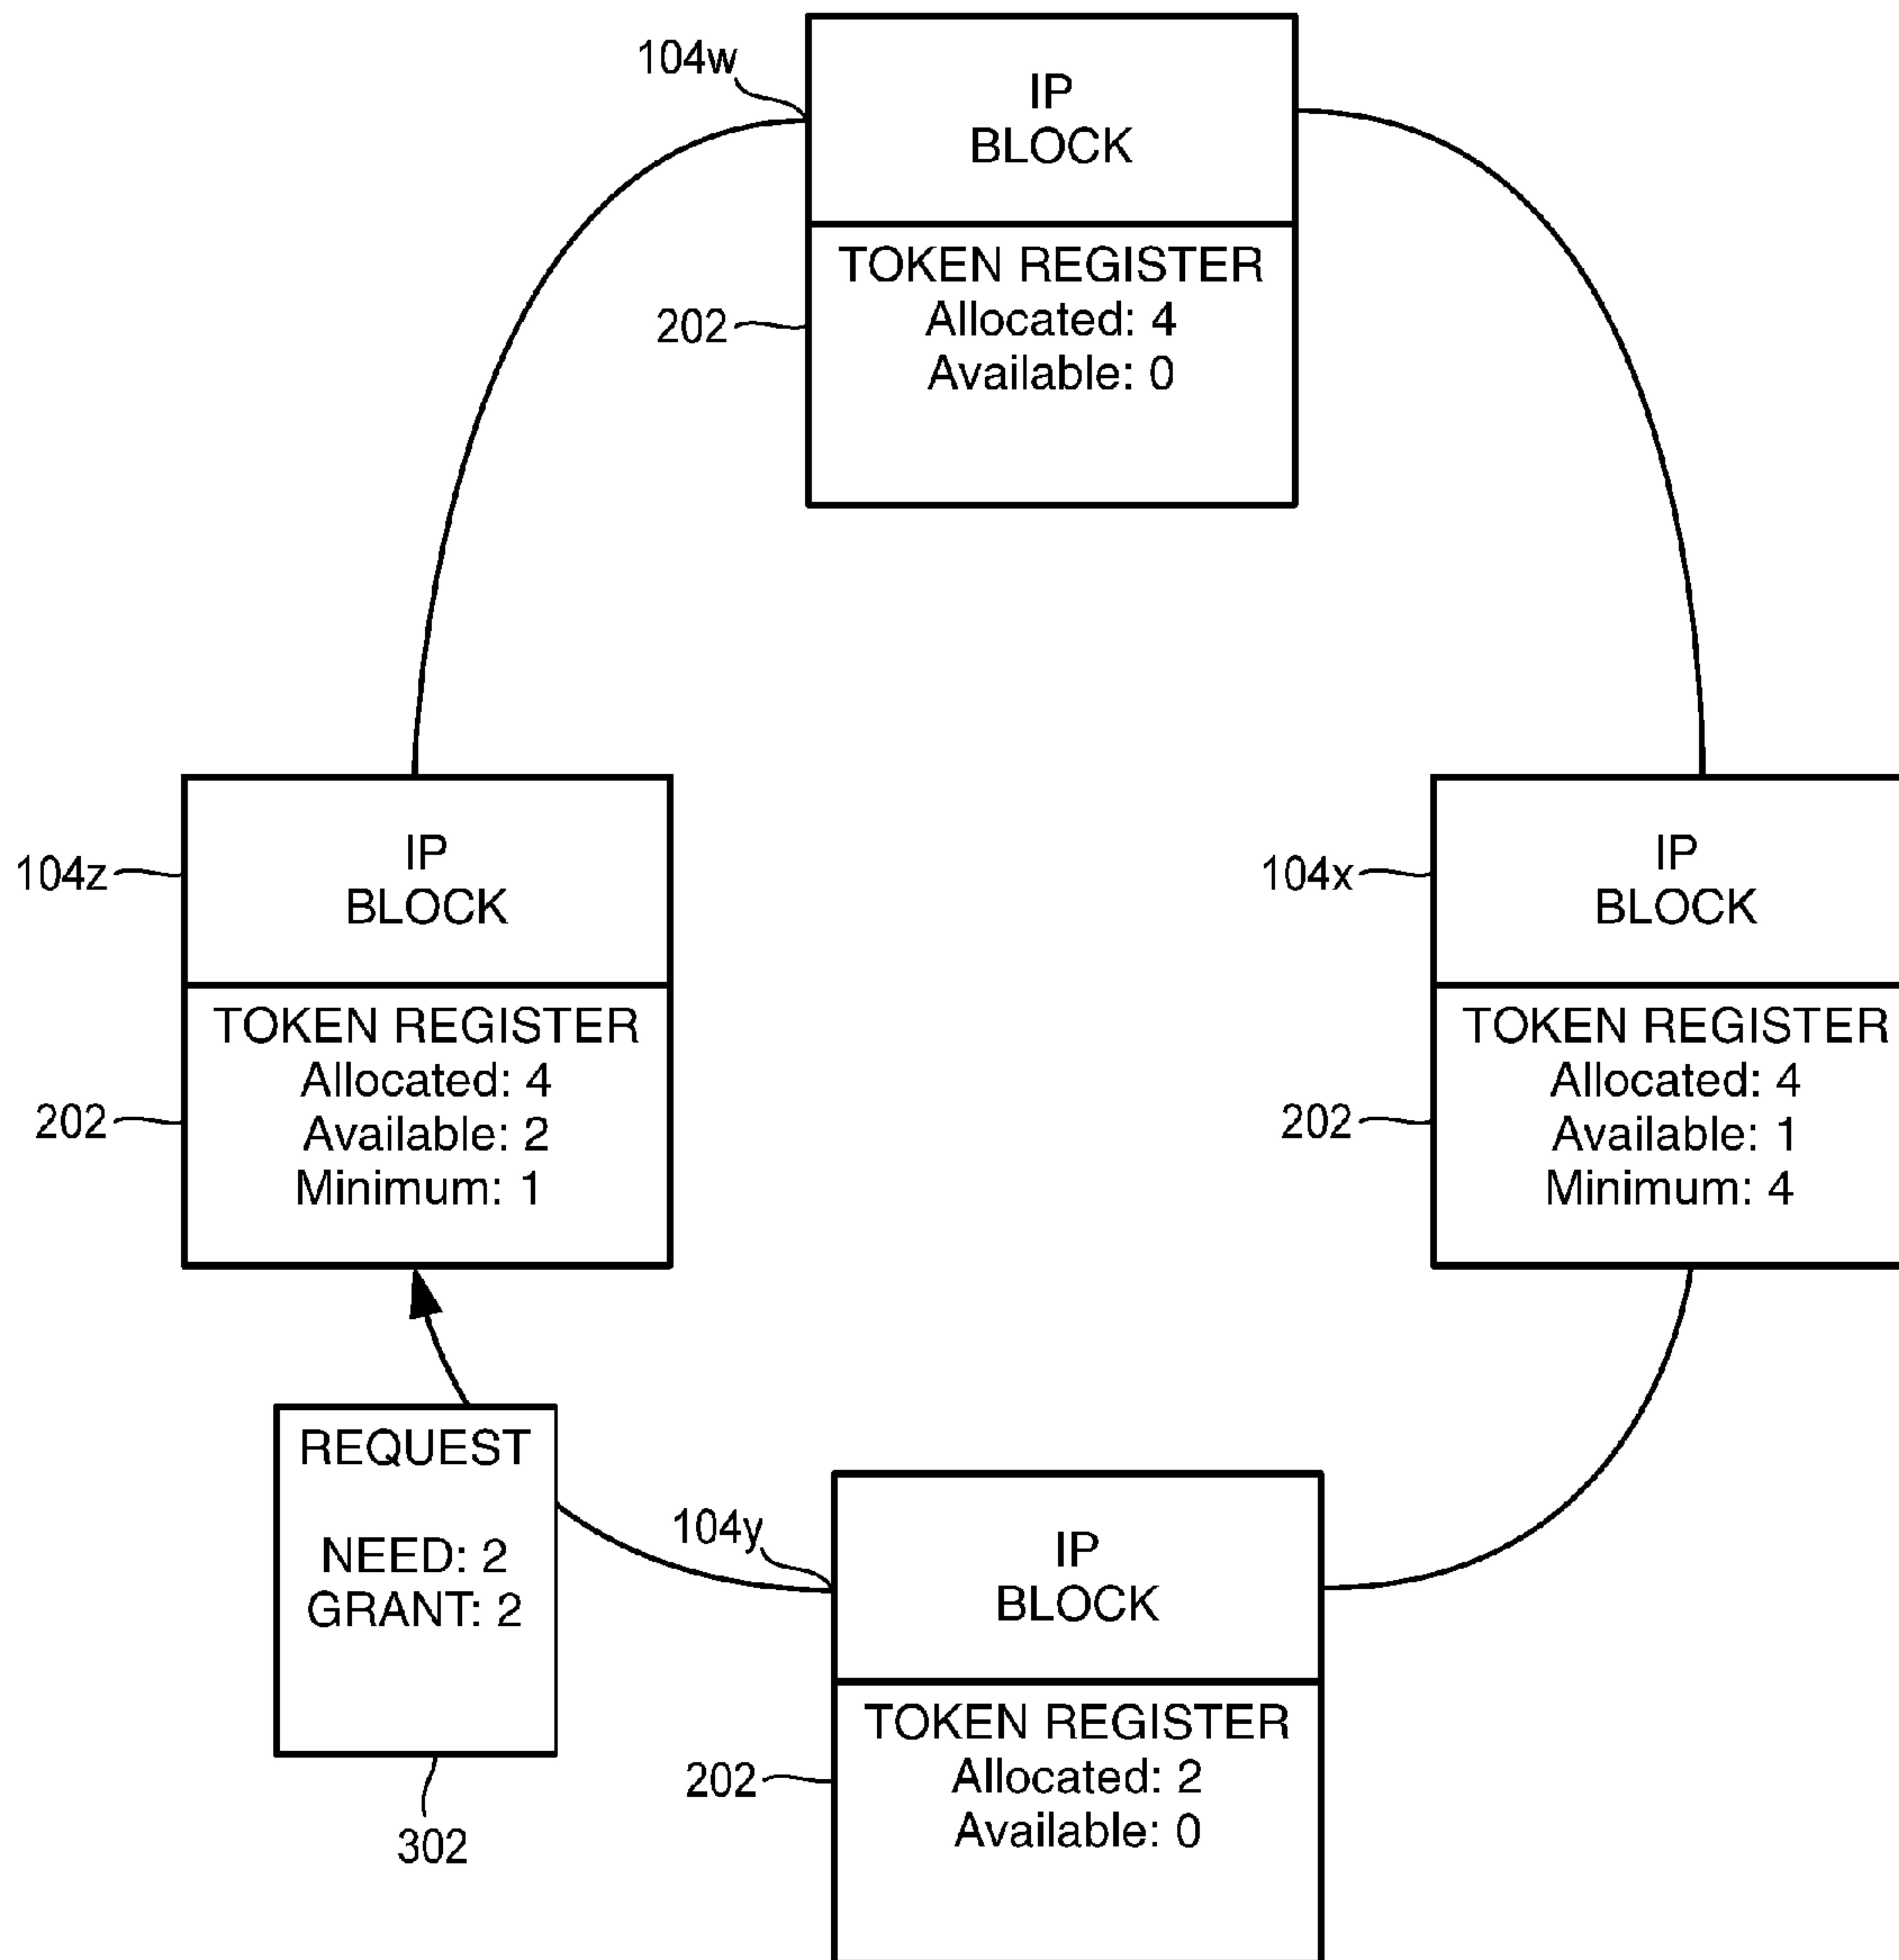 104w
IP
BLOCK
TOKEN REGISTER
202
Allocated: 4
Available: 0
104z
IP
BLOCK
TOKEN REGISTER
Allocated: 4
202
Available: 2
Minimum: 1
104x
IP
BLOCK
TOKEN REGISTER
Allocated: 4
202
Available: 1
Minimum: 4
REQUEST
NEED: 2
GRANT: 2
302
104y
IP
BLOCK
TOKEN REGISTER
202
Allocated: 2
Available: 0